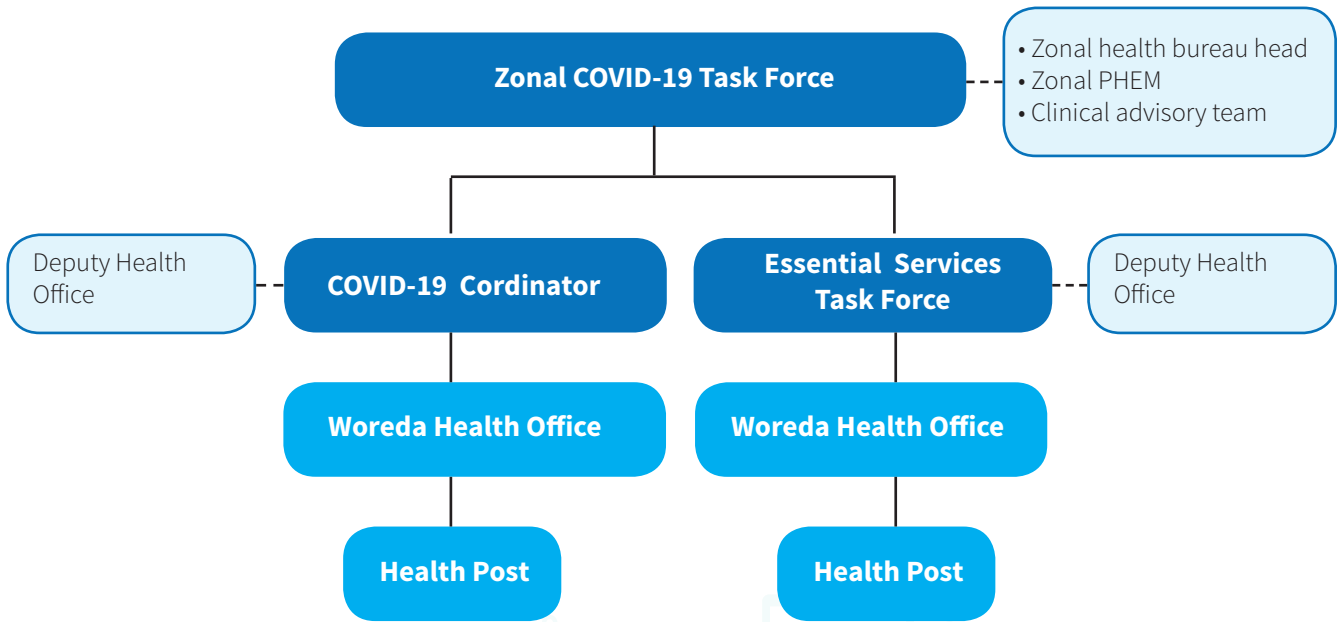 Zonal COVID-19 Task Force
• Zonal health bureau head
• Zonal PHEM
• Clinical advisory team
Deputy Health
Office
COVID-19 Cordinator
Essential Services
Task Force
Deputy Health
Office
Woreda Health Office
Woreda Health Office
Health Post
Health Post